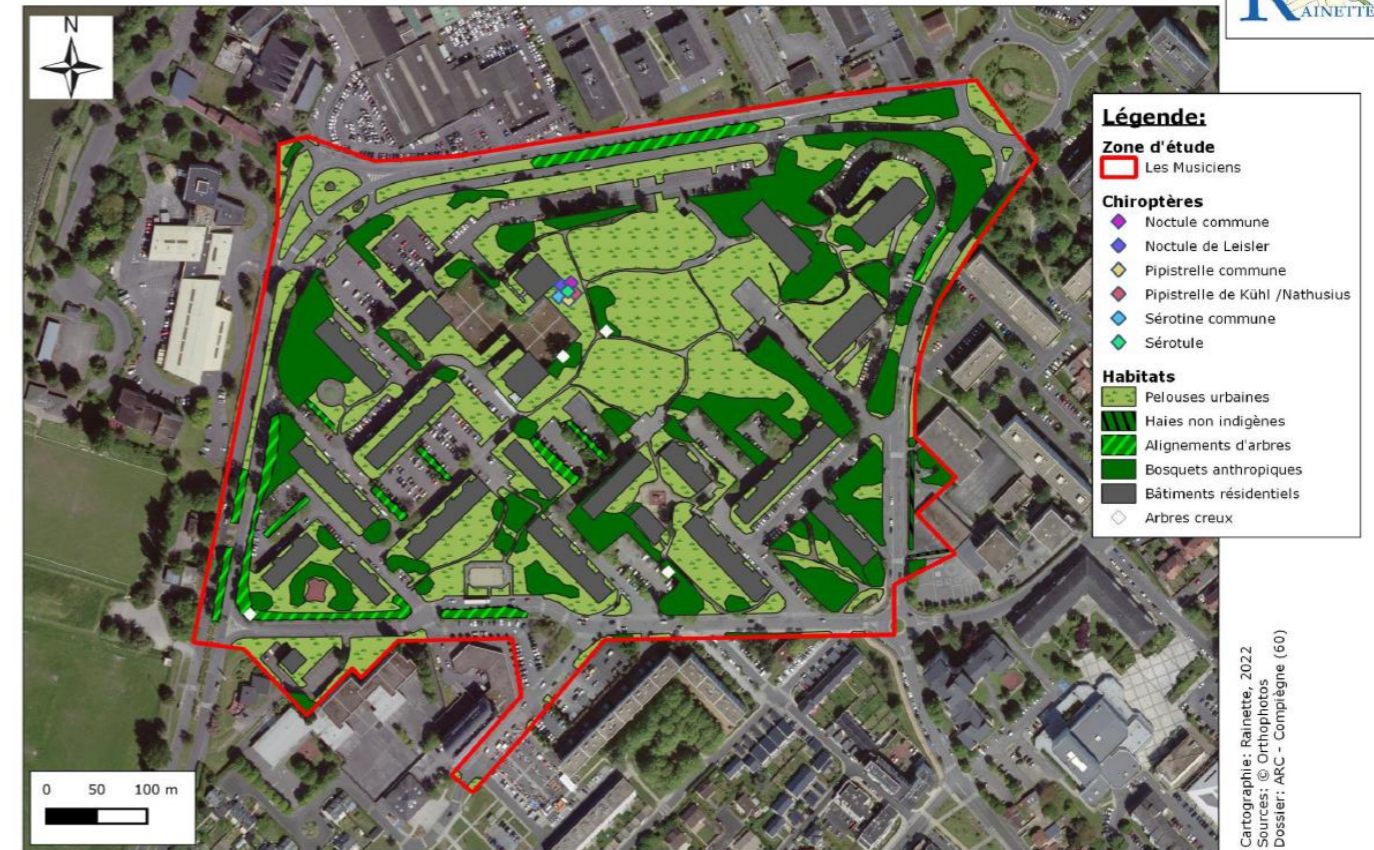 N
RAINETTE
Légende:
Zone d'étude
Les Musiciens
Chiroptères
Noctule commune
Noctule de Leisler
Pipistrelle commune
Pipistrelle de Kühl /Nathusius
Sérotine commune
Sérotule
Habitats
Pelouses urbaines
Haies non indigènes
Alignements d'arbres
Bosquets anthropiques
Bâtiments résidentiels
Arbres creux
0 50 100 m
Cartographie: Rainette, 2022
Sources: © Orthophotos
Dossier: ARC - Compiègne (60)